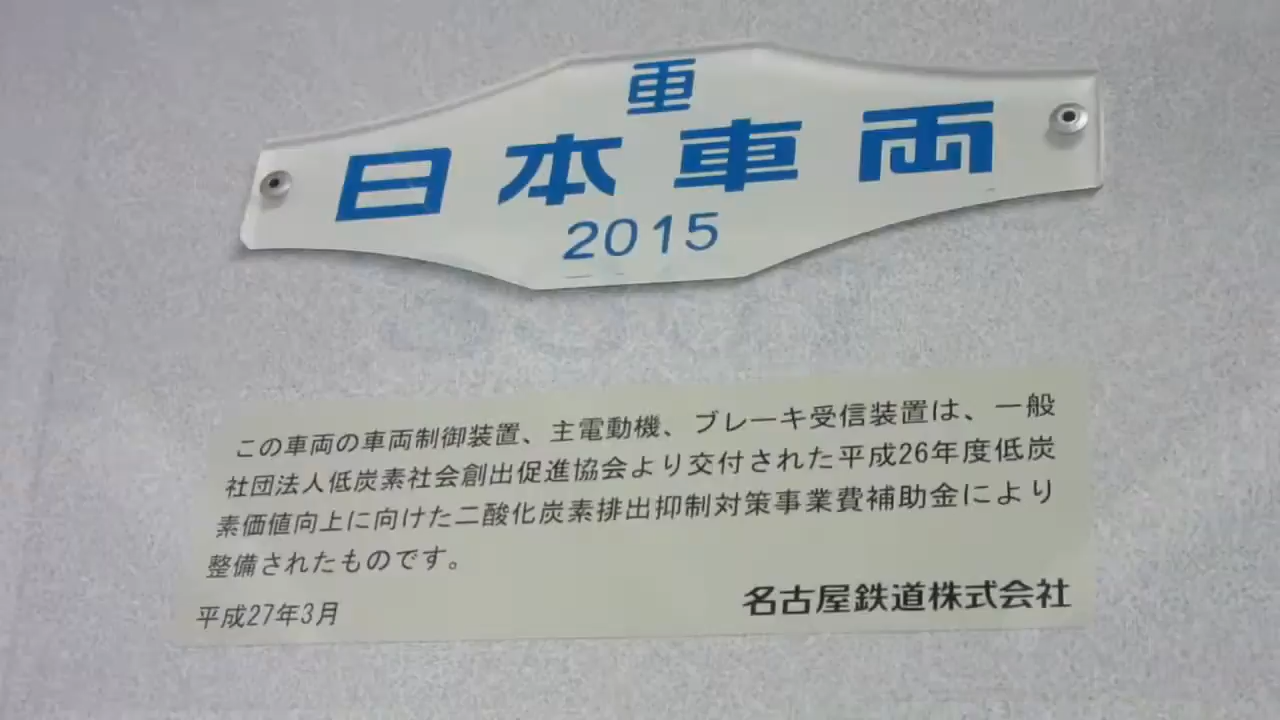 日本車両
2015
この車両の車両制御装置、主電動機、ブレーキ受信装置は、一般
社団法人低炭素社会創出促進協会より交付された平成26年度低炭
素価値向上に向けた二酸化炭素排出抑制対策事業費補助金により
整備されたものです。
平成27年3月
名古屋鉄道株式会社